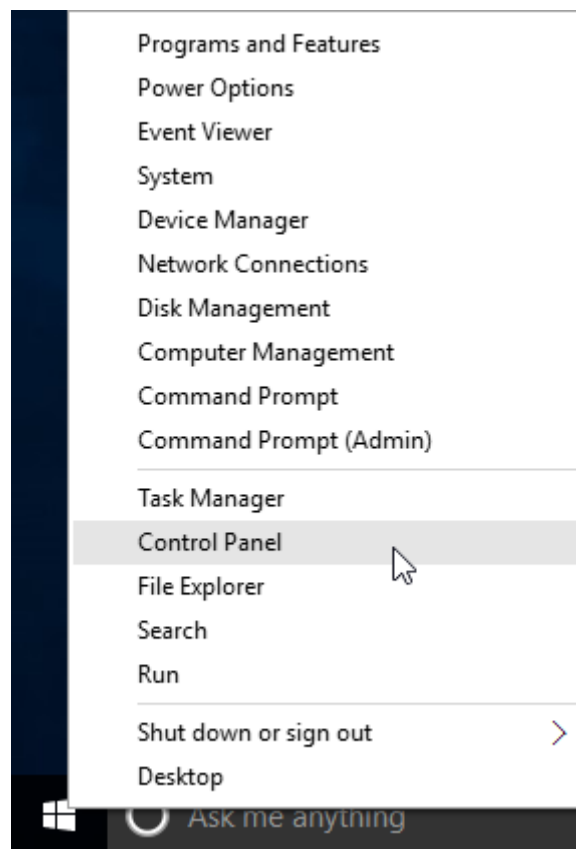 Programs and Features
Power Options
Event Viewer
System
Device Manager
Network Connections
Disk Management
Computer Management
Command Prompt
Command Prompt (Admin)
Task Manager
Control Panel
File Explorer
Search
Run
Shut down or sign out
Desktop
Ask me anything